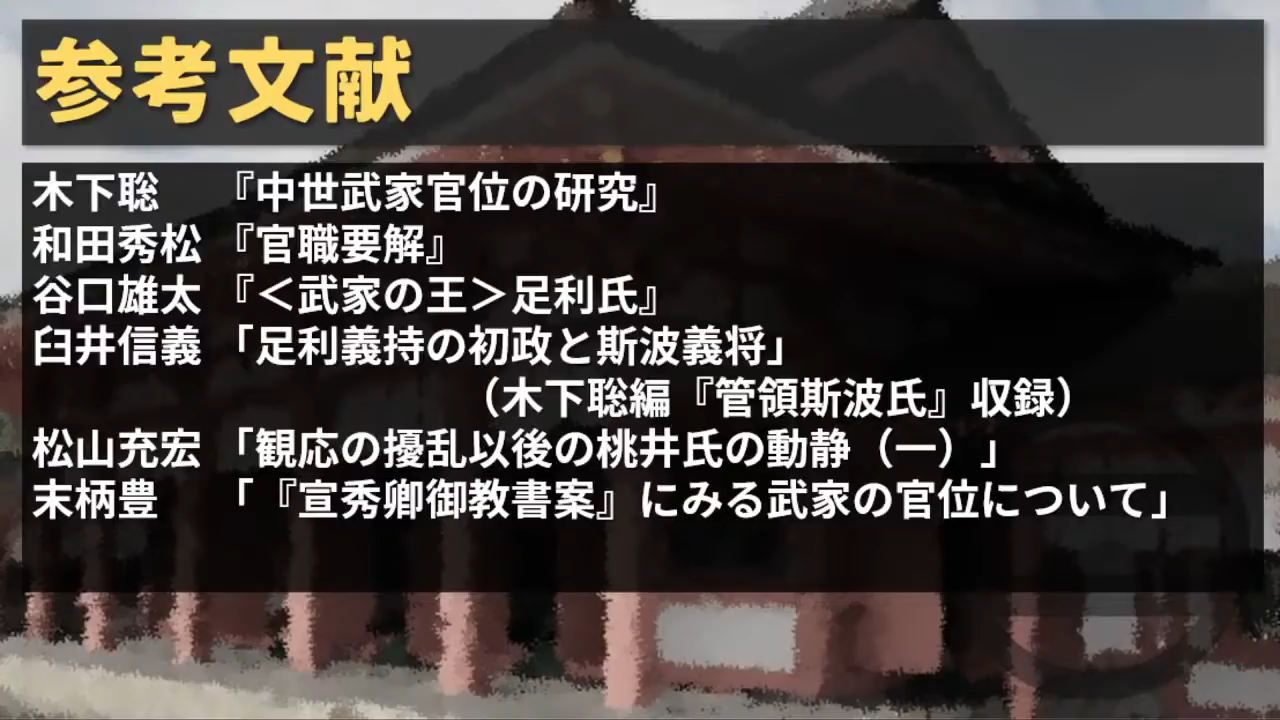 参考文献
木下聡 『中世武家官位の研究』
和田秀松 『官職要解』
谷口雄太 『＜武家の王＞足利氏』
臼井信義 「足利義持の初政と斯波義将」
（木下聡編『管領斯波氏』収録）
松山充宏 「観応の擾乱以後の桃井氏の動静（一）」
末柄豊 「『宣秀卿御教書案』にみる武家の官位について」